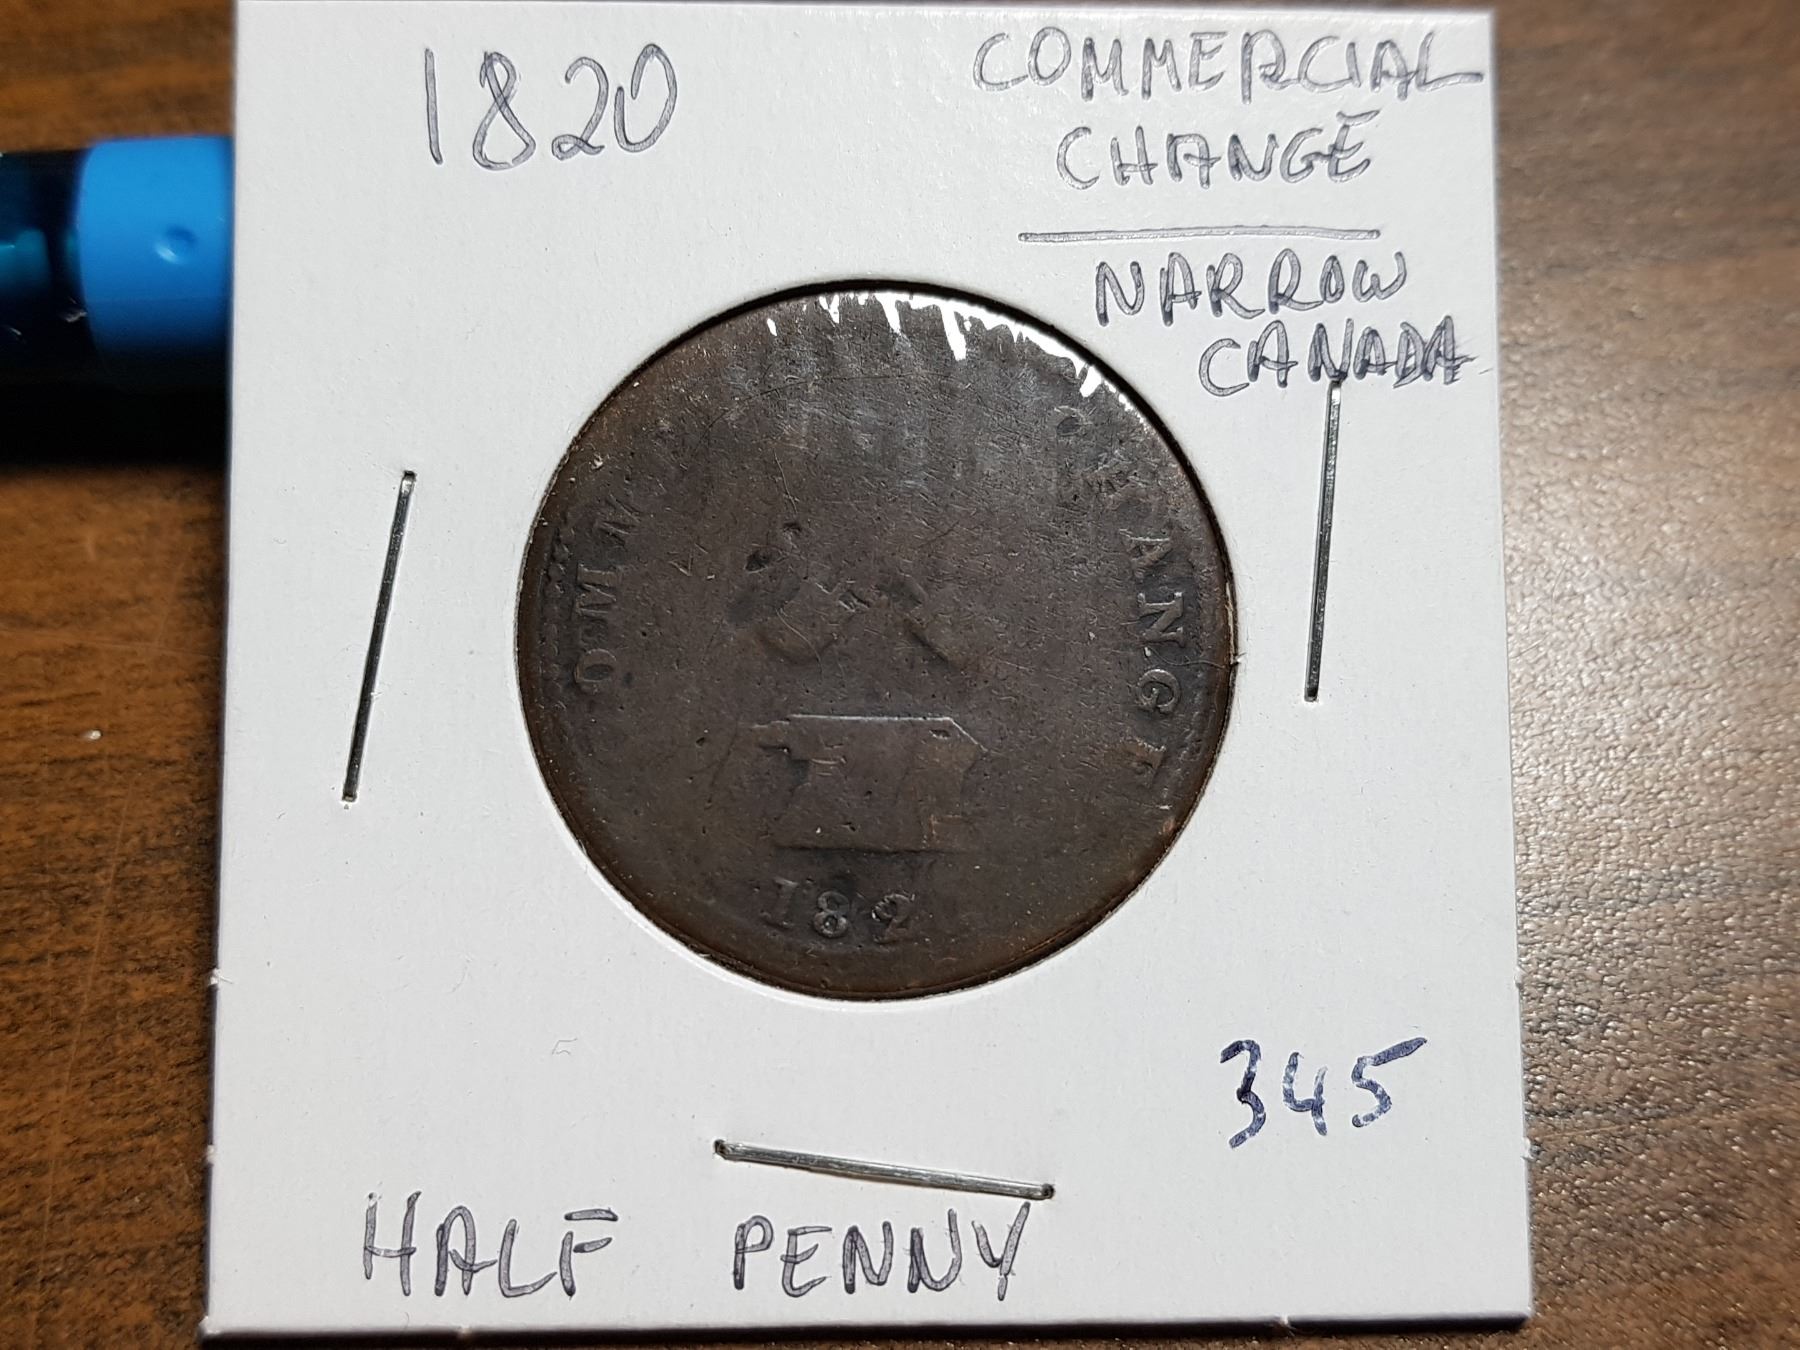 1820
COMMERCIAL
CHANGE
NARROW
CANADA
OMM
CHANGE
182
345
HALF PENNY